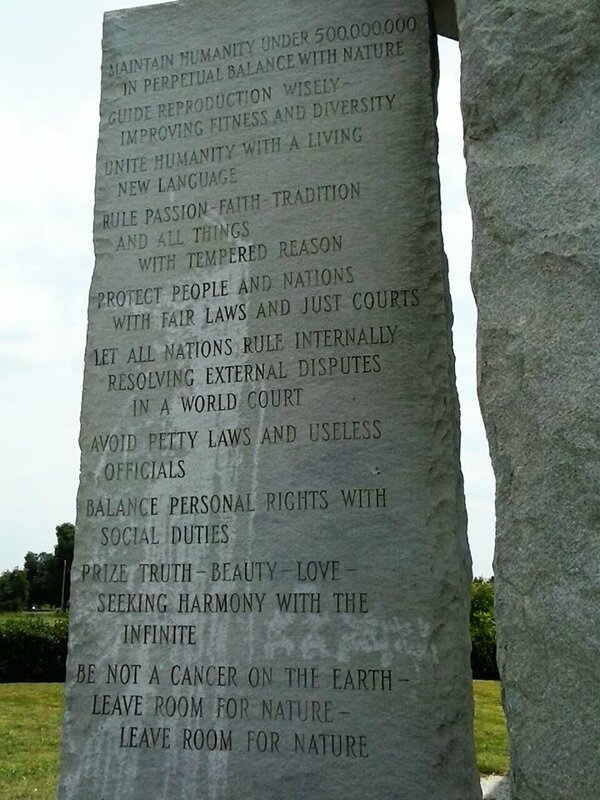 MAINTAIN HUMANITY UNDER 500.000.000
IN PERPETUAL BALANCE WITH NATURE
GUIDE REPRODUCTION WISELY-
IMPROVING FITNESS AND DIVERSITY
UNITE HUMANITY WITH A LIVING
NEW LANGUAGE
RULE PASSION-FAITH-TRADITION
AND ALL THINGS
WITH TEMPERED REASON
PROTECT PEOPLE AND NATIONS
WITH FAIR LAWS AND JUST COURTS
LET ALL NATIONS RULE INTERNALLY
RESOLVING EXTERNAL DISPUTES
IN A WORLD COURT
AVOID PETTY LAWS AND USELESS
OFFICIALS
BALANCE PERSONAL RIGHTS WITH
SOCIAL DUTIES
PRIZE TRUTH-BEAUTY-LOVE-
SEEKING HARMONY WITH THE
INFINITE
BE NOT A CANCER ON THE EARTH-
LEAVE ROOM FOR NATURE-
LEAVE ROOM FOR NATURE